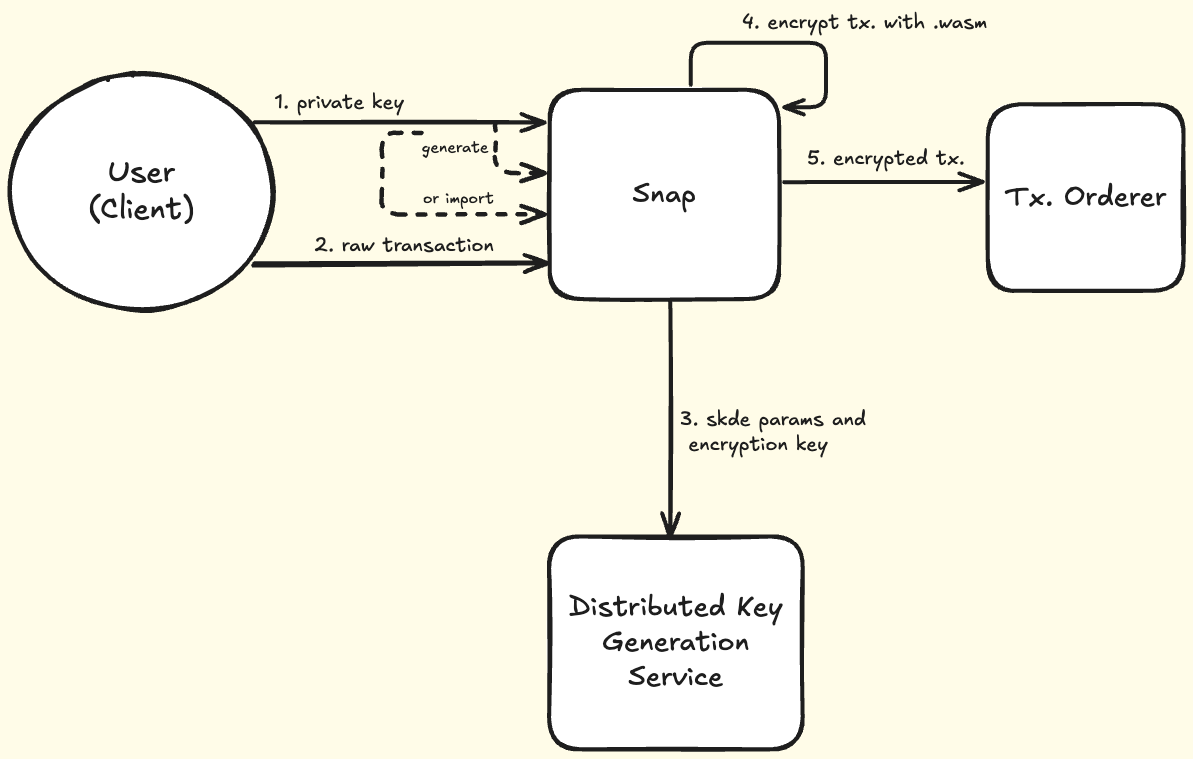 4. encrypt tx. with .wasm
1. private key
generate
or import
2. raw transaction
User
(Client)
Snap
5. encrypted tx.
Tx. Orderer
3. skde params and
encryption key
Distributed Key
Generation
Service